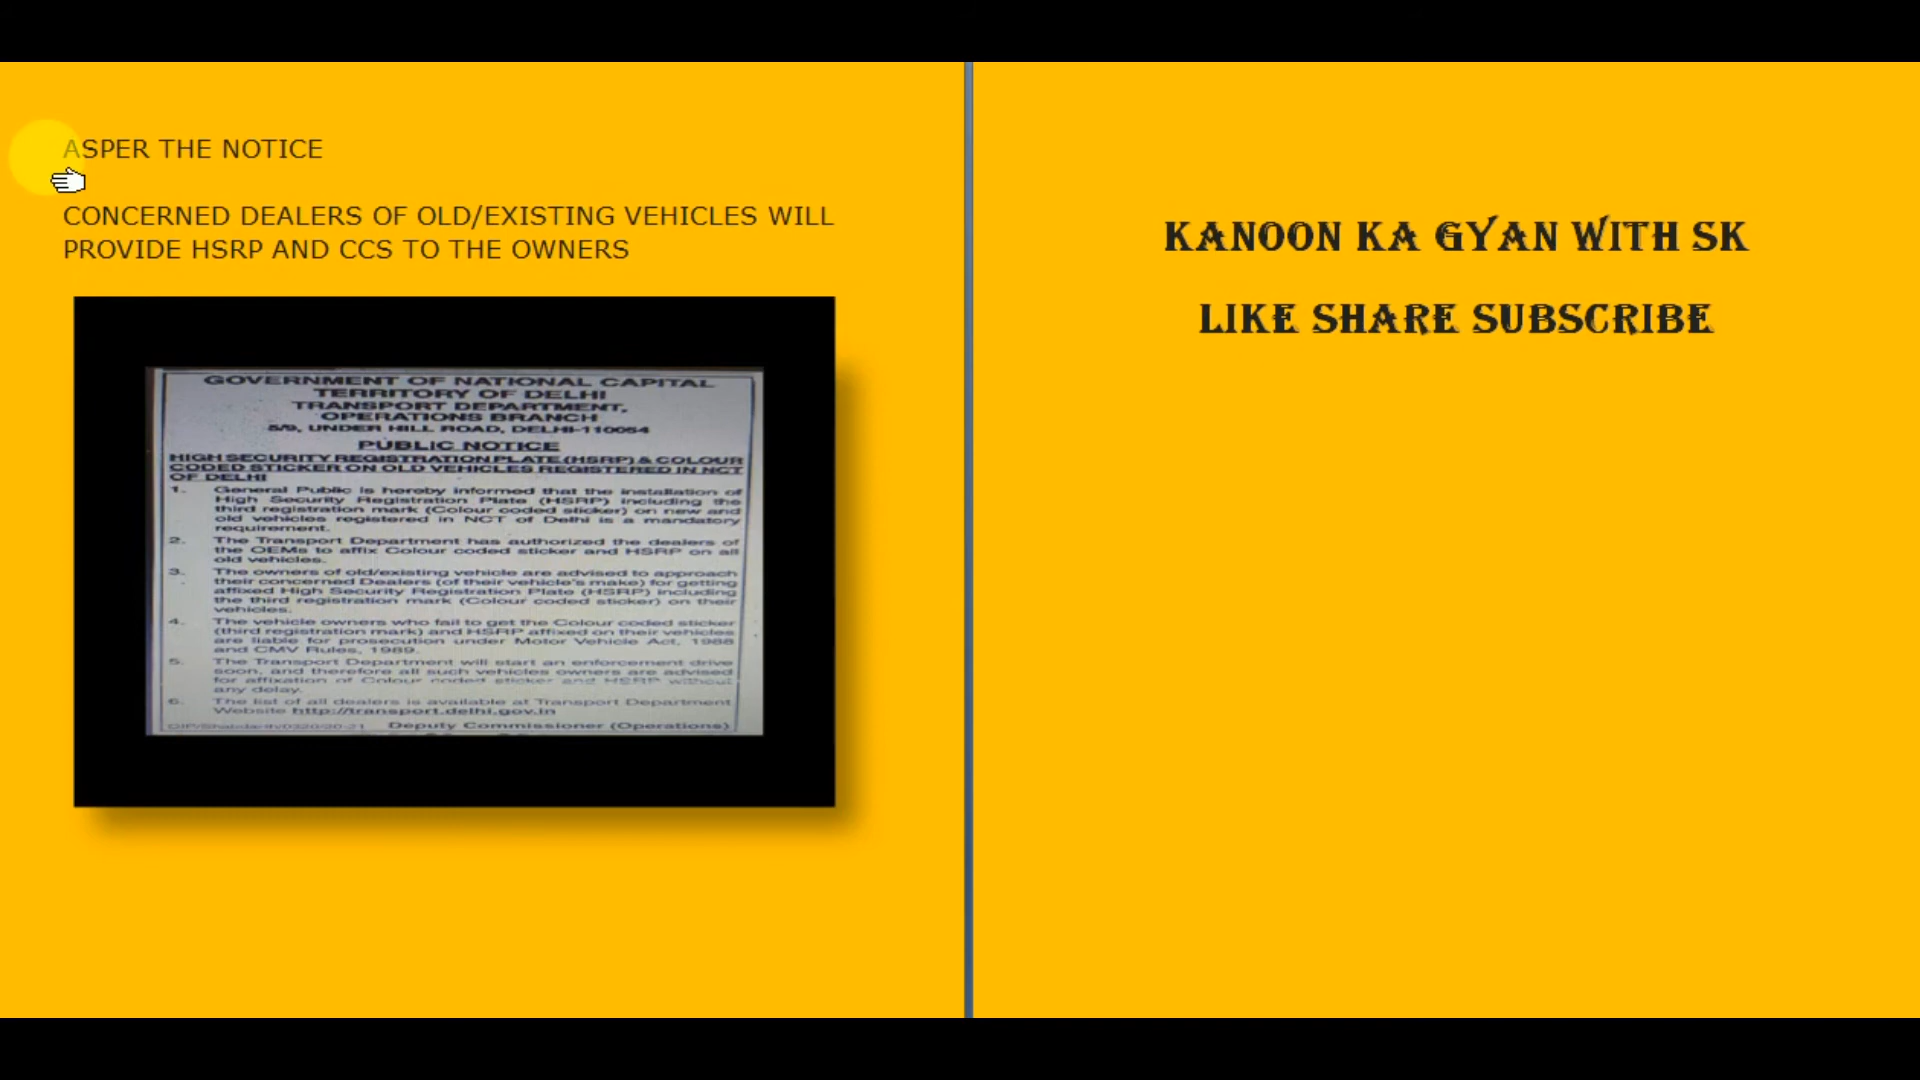 ASPER THE NOTICE
CONCERNED DEALERS OF OLD/EXISTING VEHICLES WILL
PROVIDE HSRP AND CCS TO THE OWNERS
GOVERNMENT OF NATIONAL CAPITAL
TERRITORY OF DELHI
TRANSPORT DEPARTMENT,
OPERATIONS BRANCH
5/9, UNDER HILL ROAD, DELHI-110054
PUBLIC NOTICE
HIGH SECURITY REGISTRATION PLATE (HSRP) & COLOUR
CODED STICKER ON OLD VEHICLES REGISTERED IN NCT
OF DELHI
1. General Public is hereby informed that the installation of
High Security Registration Plate (HSRP) including the
third registration mark (Colour coded sticker) on new and
old vehicles registered in NCT of Delhi is a mandatory
requirement.
2. The Transport Department has authorized the dealers of
the OEMs to affix Colour coded sticker and HSRP on all
old vehicles.
3. The owners of old/existing vehicle are advised to approach
their concerned Dealers (of their vehicle's make) for getting
affixed High Security Registration Plate (HSRP) including
the third registration mark (Colour coded sticker) on their
vehicles.
4. The vehicle owners who fail to get the Colour coded sticker
(third registration mark) and HSRP affixed on their vehicles
are liable for prosecution under Motor Vehicle Act, 1988
and CMV Rules, 1989.
5. The Transport Department will start an enforcement drive
soon, and therefore all such vehicles owners are advised
for affixation of Colour coded sticker and HSRP without
any delay.
6. The list of all dealers is available at Transport Department
Website http://transport.delhi.gov.in
Deputy Commissioner (Operations)
KANOON KA GYAN WITH SK
LIKE SHARE SUBSCRIBE